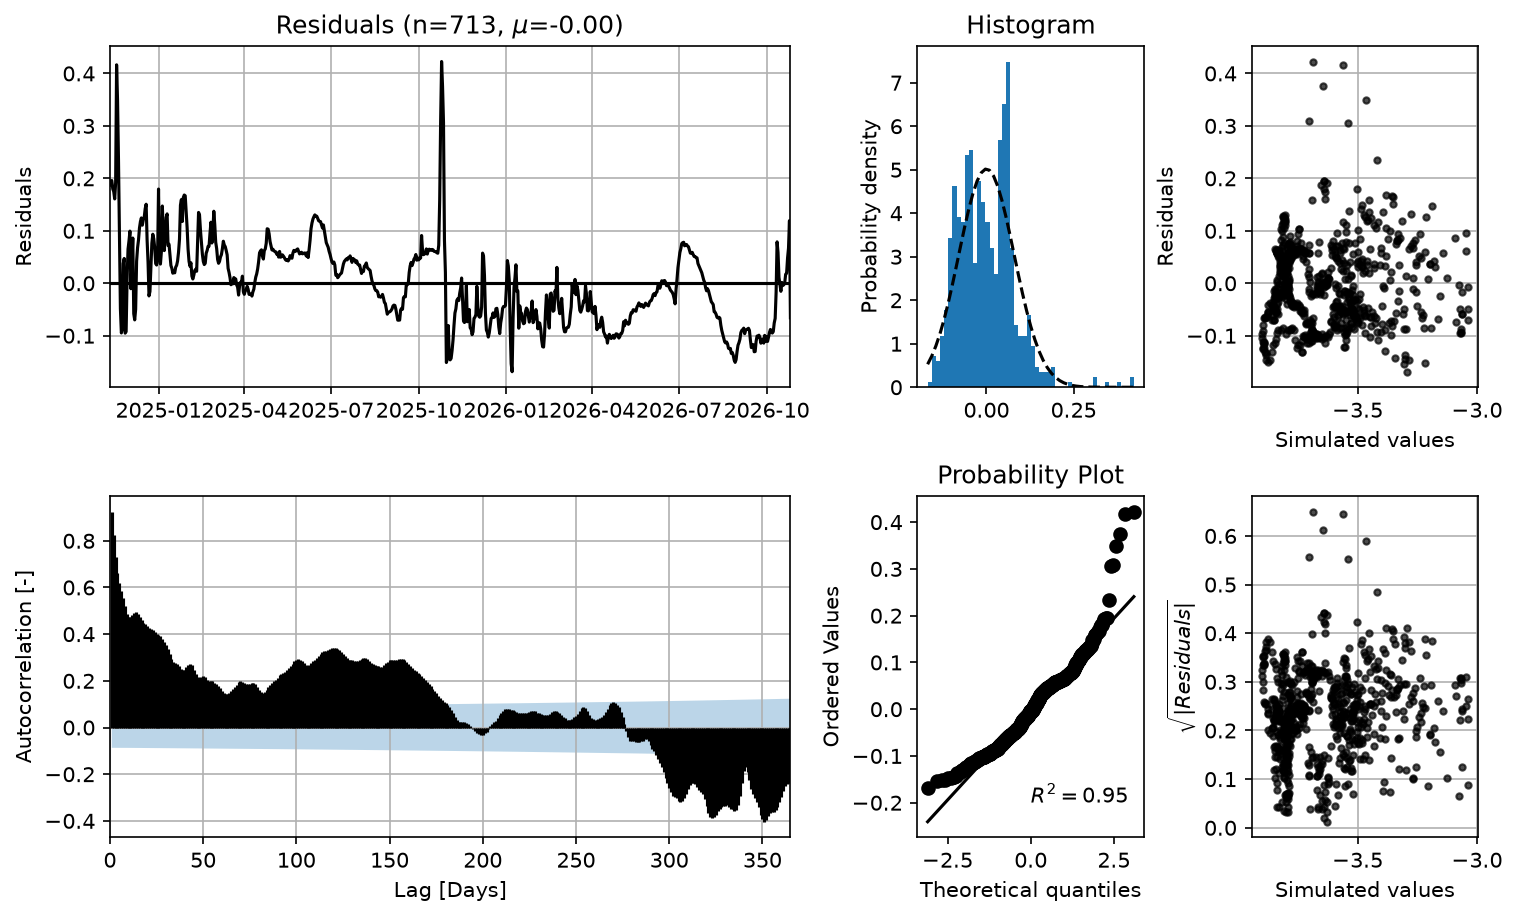 Residuals (n=713, μ=-0.00)
Residuals
0.4
0.3
0.2
0.1
0.0
−0.1
2025-01 2025-04 2025-07 2025-10 2026-01 2026-04 2026-07 2026-10
Histogram
Probability density
7
6
5
4
3
2
1
0
0.00 0.25
Residuals
0.4
0.3
0.2
0.1
0.0
−0.1
−3.5 −3.0
Simulated values
Autocorrelation [-]
0.8
0.6
0.4
0.2
0.0
−0.2
−0.4
0 50 100 150 200 250 300 350
Lag [Days]
Probability Plot
Ordered Values
0.4
0.3
0.2
0.1
0.0
−0.1
−0.2
R² = 0.95
−2.5 0.0 2.5
Theoretical quantiles
√|Residuals|
0.6
0.5
0.4
0.3
0.2
0.1
0.0
−3.5 −3.0
Simulated values